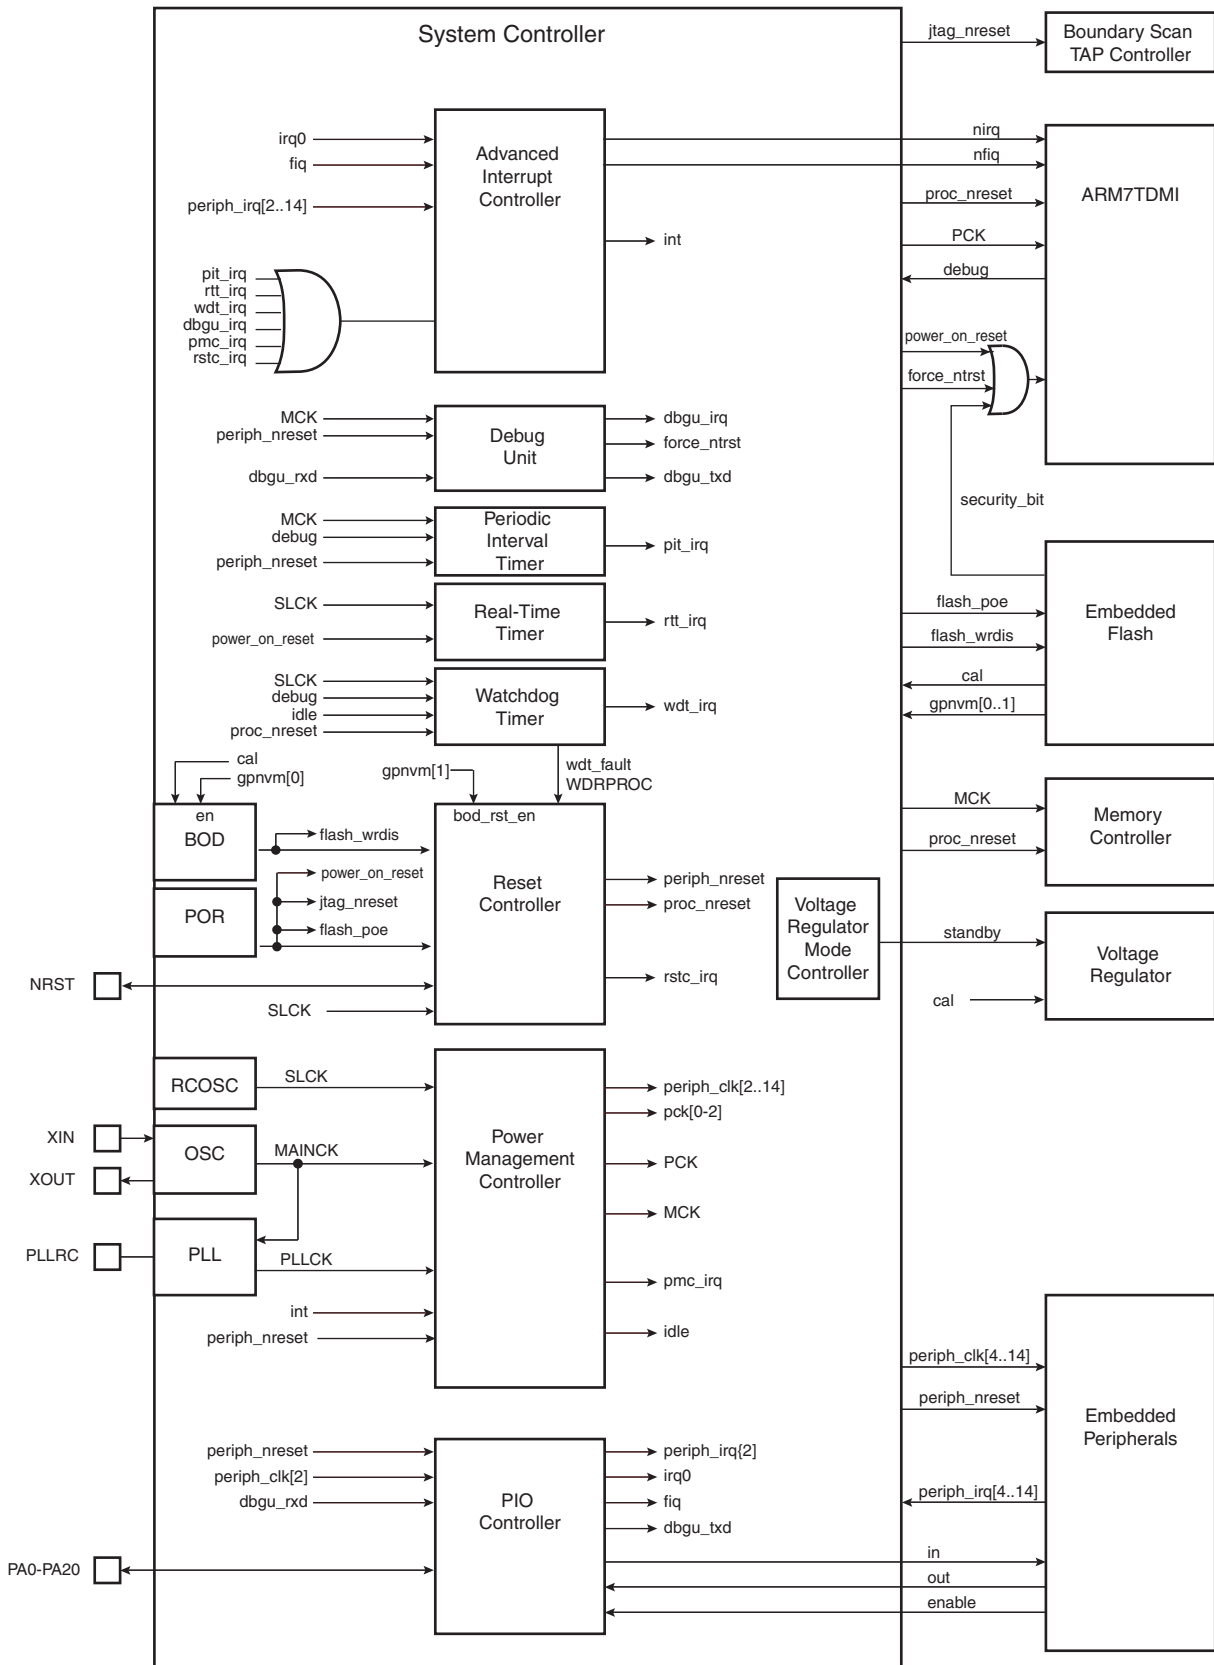 System Controller
jtag_nreset
Boundary Scan
TAP Controller
irq0
fiq
periph_irq[2..14]
Advanced
Interrupt
Controller
int
nirq
nfiq
proc_nreset
PCK
debug
ARM7TDMI
pit_irq
rtt_irq
wdt_irq
dbgu_irq
pmc_irq
rstc_irq
power_on_reset
force_ntrst
security_bit
MCK
periph_nreset
dbgu_rxd
Debug
Unit
dbgu_irq
force_ntrst
dbgu_txd
MCK
debug
periph_nreset
Periodic
Interval
Timer
pit_irq
SLCK
power_on_reset
Real-Time
Timer
rtt_irq
flash_poe
flash_wrdis
cal
gpnvm[0..1]
Embedded
Flash
SLCK
debug
idle
proc_nreset
Watchdog
Timer
wdt_irq
cal
gpnvm[0]
gpnvm[1]
wdt_fault
WDRPROC
en
BOD
bod_rst_en
flash_wrdis
power_on_reset
jtag_nreset
flash_poe
POR
Reset
Controller
periph_nreset
proc_nreset
rstc_irq
MCK
proc_nreset
Memory
Controller
Voltage
Regulator
Mode
Controller
standby
cal
Voltage
Regulator
NRST
SLCK
RCOSC
SLCK
XIN
XOUT
OSC
MAINCK
PLLRC
PLL
PLLCK
int
periph_nreset
Power
Management
Controller
periph_clk[2..14]
pck[0-2]
PCK
MCK
pmc_irq
idle
periph_clk[4..14]
periph_nreset
periph_irq[4..14]
in
out
enable
Embedded
Peripherals
periph_nreset
periph_clk[2]
dbgu_rxd
PA0-PA20
PIO
Controller
periph_irq{2]
irq0
fiq
dbgu_txd